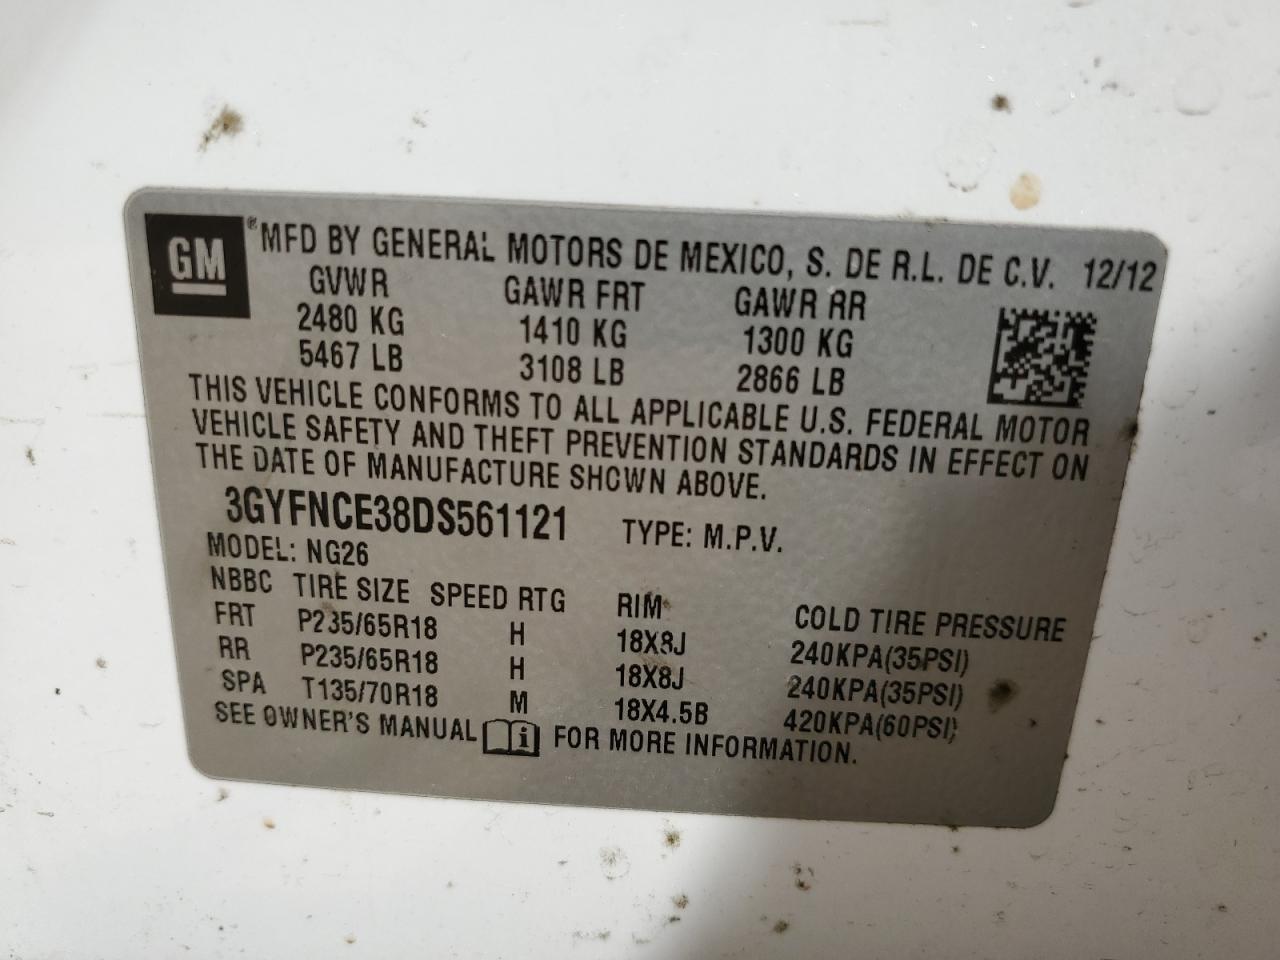 GM ® MFD BY GENERAL MOTORS DE MEXICO, S. DE R.L. DE C.V. 12/12
GVWR GAWR FRT GAWR RR
2480 KG 1410 KG 1300 KG
5467 LB 3108 LB 2866 LB
THIS VEHICLE CONFORMS TO ALL APPLICABLE U.S. FEDERAL MOTOR
VEHICLE SAFETY AND THEFT PREVENTION STANDARDS IN EFFECT ON
THE DATE OF MANUFACTURE SHOWN ABOVE.
3GYFNCE38DS561121 TYPE: M.P.V.
MODEL: NG26
NBBC TIRE SIZE SPEED RTG RIM COLD TIRE PRESSURE
FRT P235/65R18 H 18X8J 240KPA(35PSI)
RR P235/65R18 H 18X8J 240KPA(35PSI)
SPA T135/70R18 M 18X4.5B 420KPA(60PSI)
SEE OWNER'S MANUAL i FOR MORE INFORMATION.